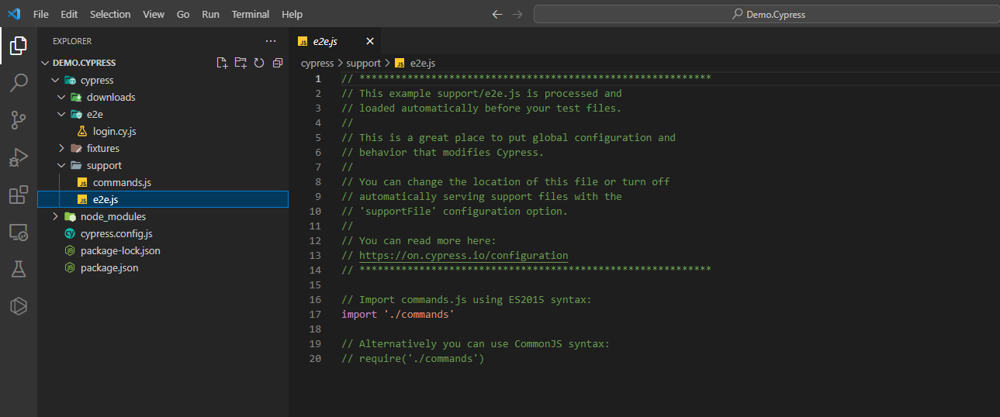 File Edit Selection View Go Run Terminal Help
Demo.Cypress
EXPLORER
DEMO.CYPRESS
cypress
downloads
e2e
login.cy.js
fixtures
support
commands.js
e2e.js
node_modules
cypress.config.js
package-lock.json
package.json
JS e2e.js
cypress > support > JS e2e.js
1 // ***********************************************************
2 // This example support/e2e.js is processed and
3 // loaded automatically before your test files.
4 //
5 // This is a great place to put global configuration and
6 // behavior that modifies Cypress.
7 //
8 // You can change the location of this file or turn off
9 // automatically serving support files with the
10 // 'supportFile' configuration option.
11 //
12 // You can read more here:
13 // https://on.cypress.io/configuration
14 // ***********************************************************
15
16 // Import commands.js using ES2015 syntax:
17 import './commands'
18
19 // Alternatively you can use CommonJS syntax:
20 // require('./commands')